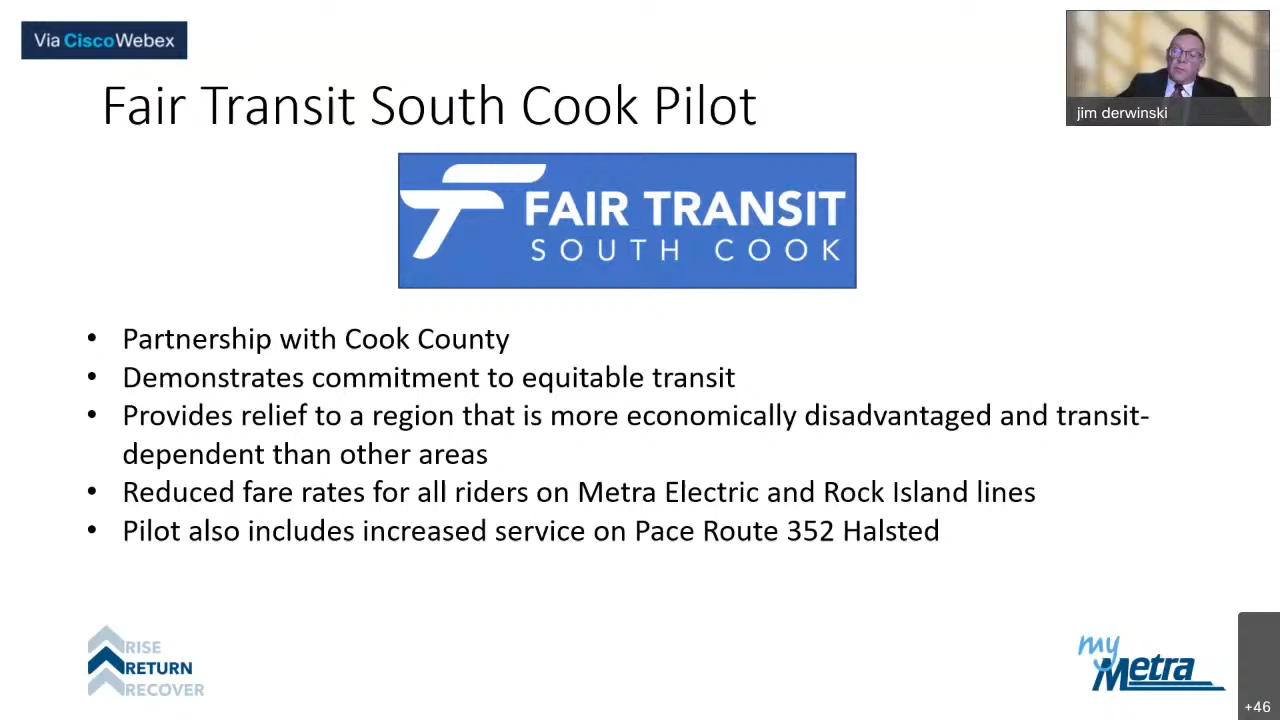 Via Cisco Webex
Fair Transit South Cook Pilot
jim derwinski
FAIR TRANSIT
SOUTH COOK
• Partnership with Cook County
• Demonstrates commitment to equitable transit
• Provides relief to a region that is more economically disadvantaged and transit-
dependent than other areas
• Reduced fare rates for all riders on Metra Electric and Rock Island lines
• Pilot also includes increased service on Pace Route 352 Halsted
RISE
RETURN
RECOVER
my
Metra
+46